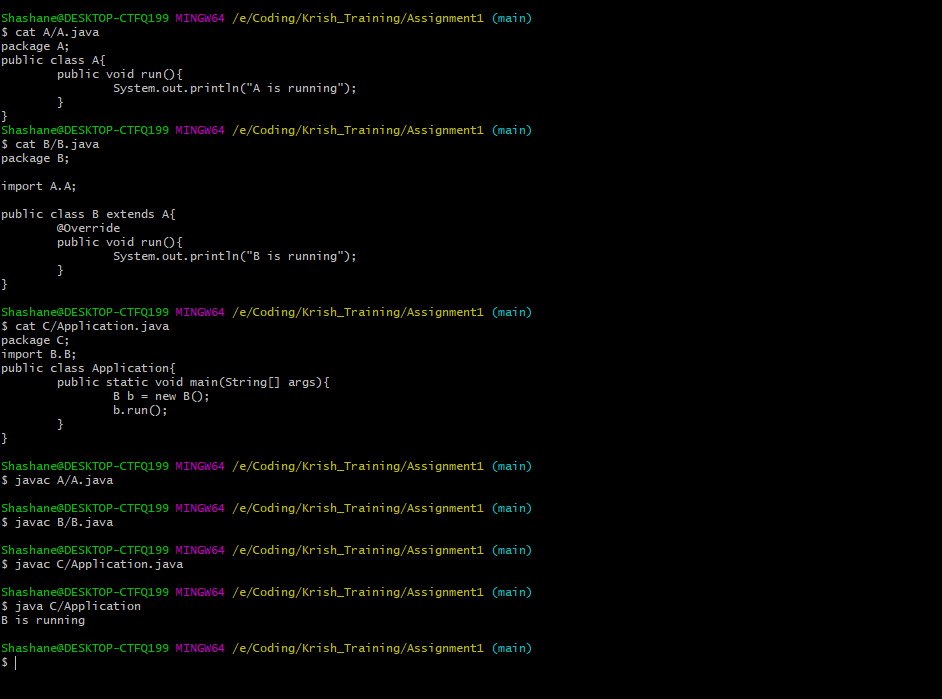 Shashane@DESKTOP-CTFQ199 MINGW64 /e/Coding/Krish_Training/Assignment1 (main)
$ cat A/A.java
package A;
public class A{
        public void run(){
                System.out.println("A is running");
        }
}
Shashane@DESKTOP-CTFQ199 MINGW64 /e/Coding/Krish_Training/Assignment1 (main)
$ cat B/B.java
package B;

import A.A;

public class B extends A{
        @Override
        public void run(){
                System.out.println("B is running");
        }
}

Shashane@DESKTOP-CTFQ199 MINGW64 /e/Coding/Krish_Training/Assignment1 (main)
$ cat C/Application.java
package C;
import B.B;
public class Application{
        public static void main(String[] args){
                B b = new B();
                b.run();
        }
}

Shashane@DESKTOP-CTFQ199 MINGW64 /e/Coding/Krish_Training/Assignment1 (main)
$ javac A/A.java

Shashane@DESKTOP-CTFQ199 MINGW64 /e/Coding/Krish_Training/Assignment1 (main)
$ javac B/B.java

Shashane@DESKTOP-CTFQ199 MINGW64 /e/Coding/Krish_Training/Assignment1 (main)
$ javac C/Application.java

Shashane@DESKTOP-CTFQ199 MINGW64 /e/Coding/Krish_Training/Assignment1 (main)
$ java C/Application
B is running

Shashane@DESKTOP-CTFQ199 MINGW64 /e/Coding/Krish_Training/Assignment1 (main)
$